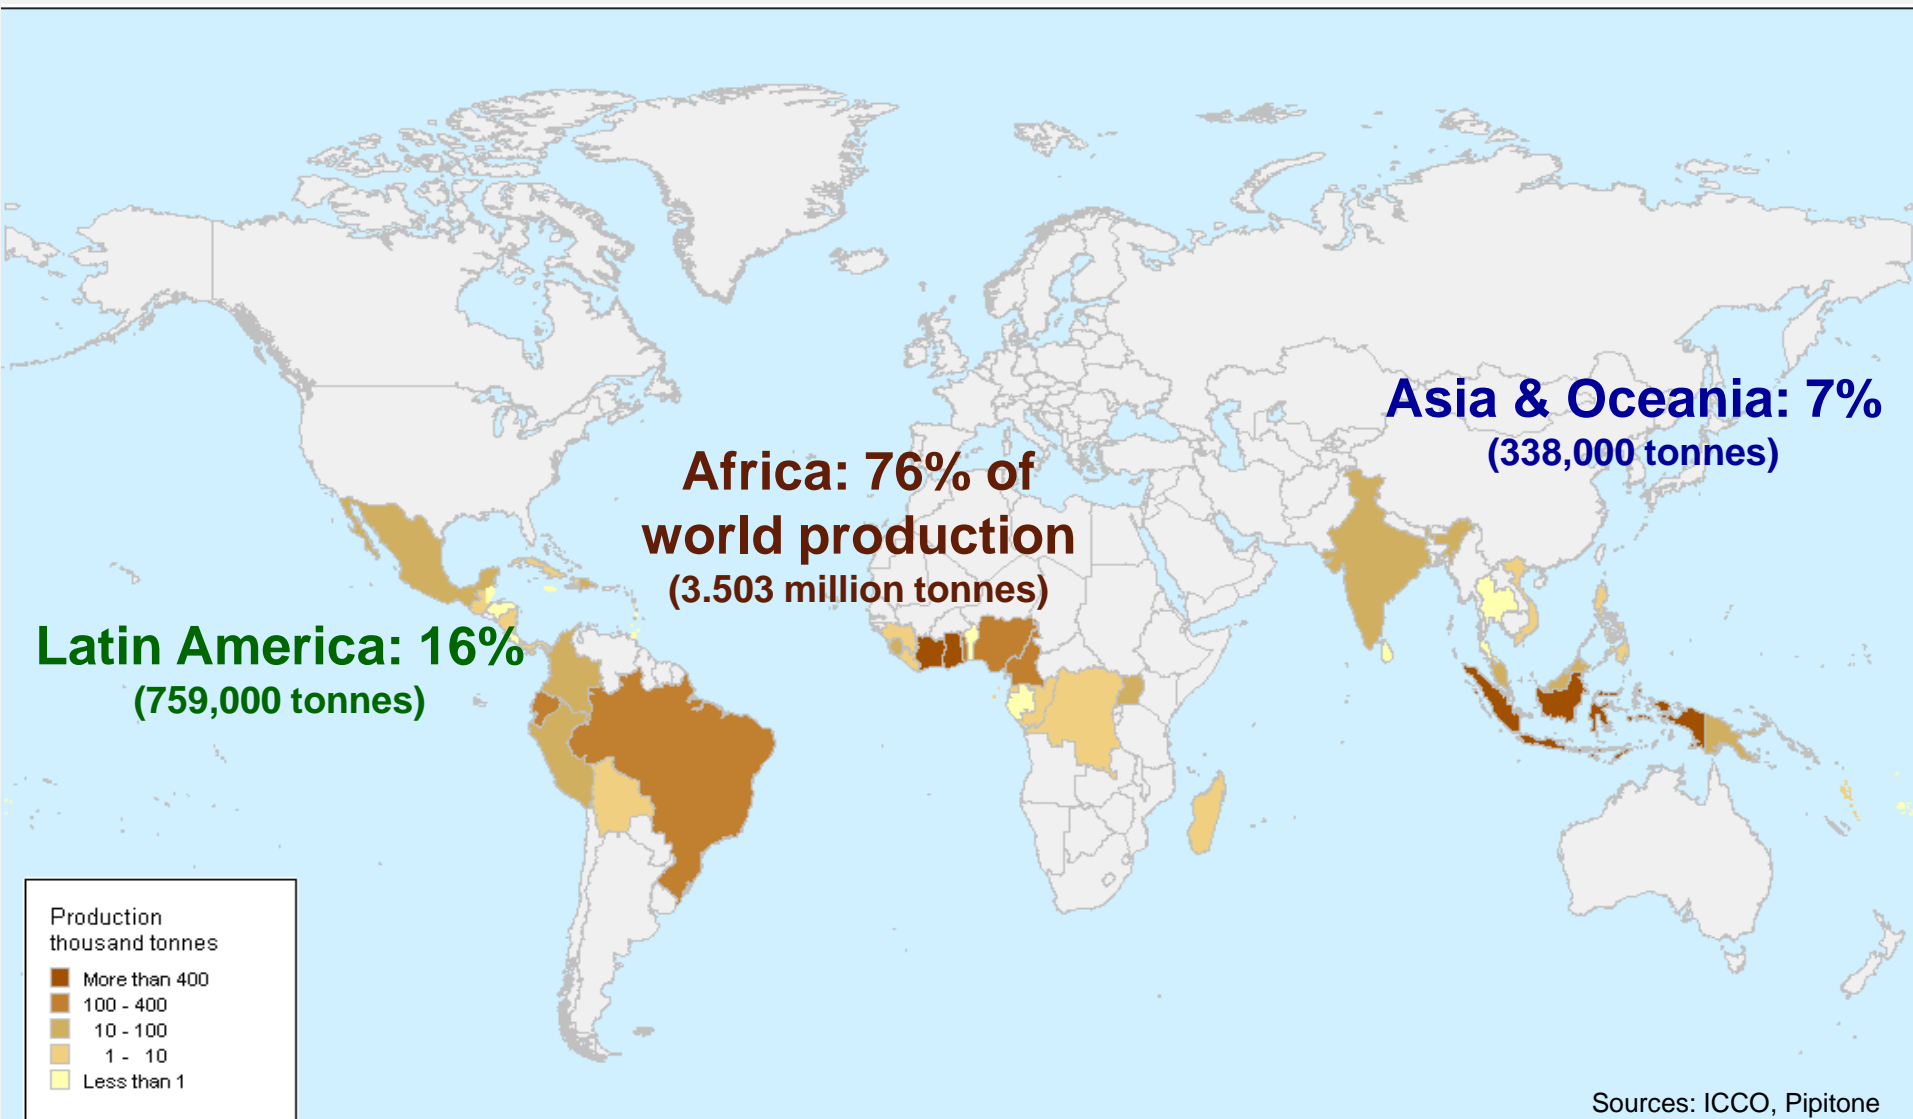 Asia & Oceania: 7%
(338,000 tonnes)
Africa: 76% of
world production
(3.503 million tonnes)
Latin America: 16%
(759,000 tonnes)
Production
thousand tonnes
More than 400
100 - 400
10 - 100
1 - 10
Less than 1
Sources: ICCO, Pipitone